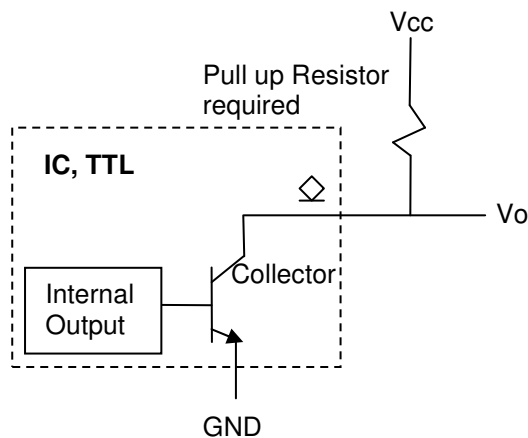 Vcc
Pull up Resistor
required
IC, TTL
Vo
Collector
Internal
Output
GND